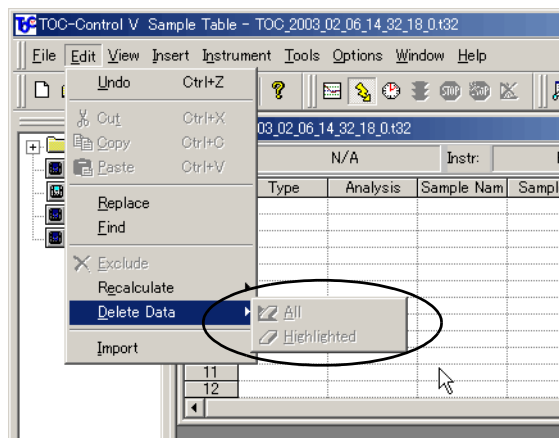 TOC-Control V Sample Table - TOC_2003_02_06_14_32_18_0.t32
File Edit View Insert Instrument Tools Options Window Help
Undo Ctrl+Z
Cut Ctrl+X
Copy Ctrl+C
Paste Ctrl+V
Replace
Find
Exclude
Recalculate
Delete Data
Import
All
Highlighted
STOP STOP
03_02_06_14_32_18_0.t32
N/A Instr:
Type Analysis Sample Nam Sampl
11
12